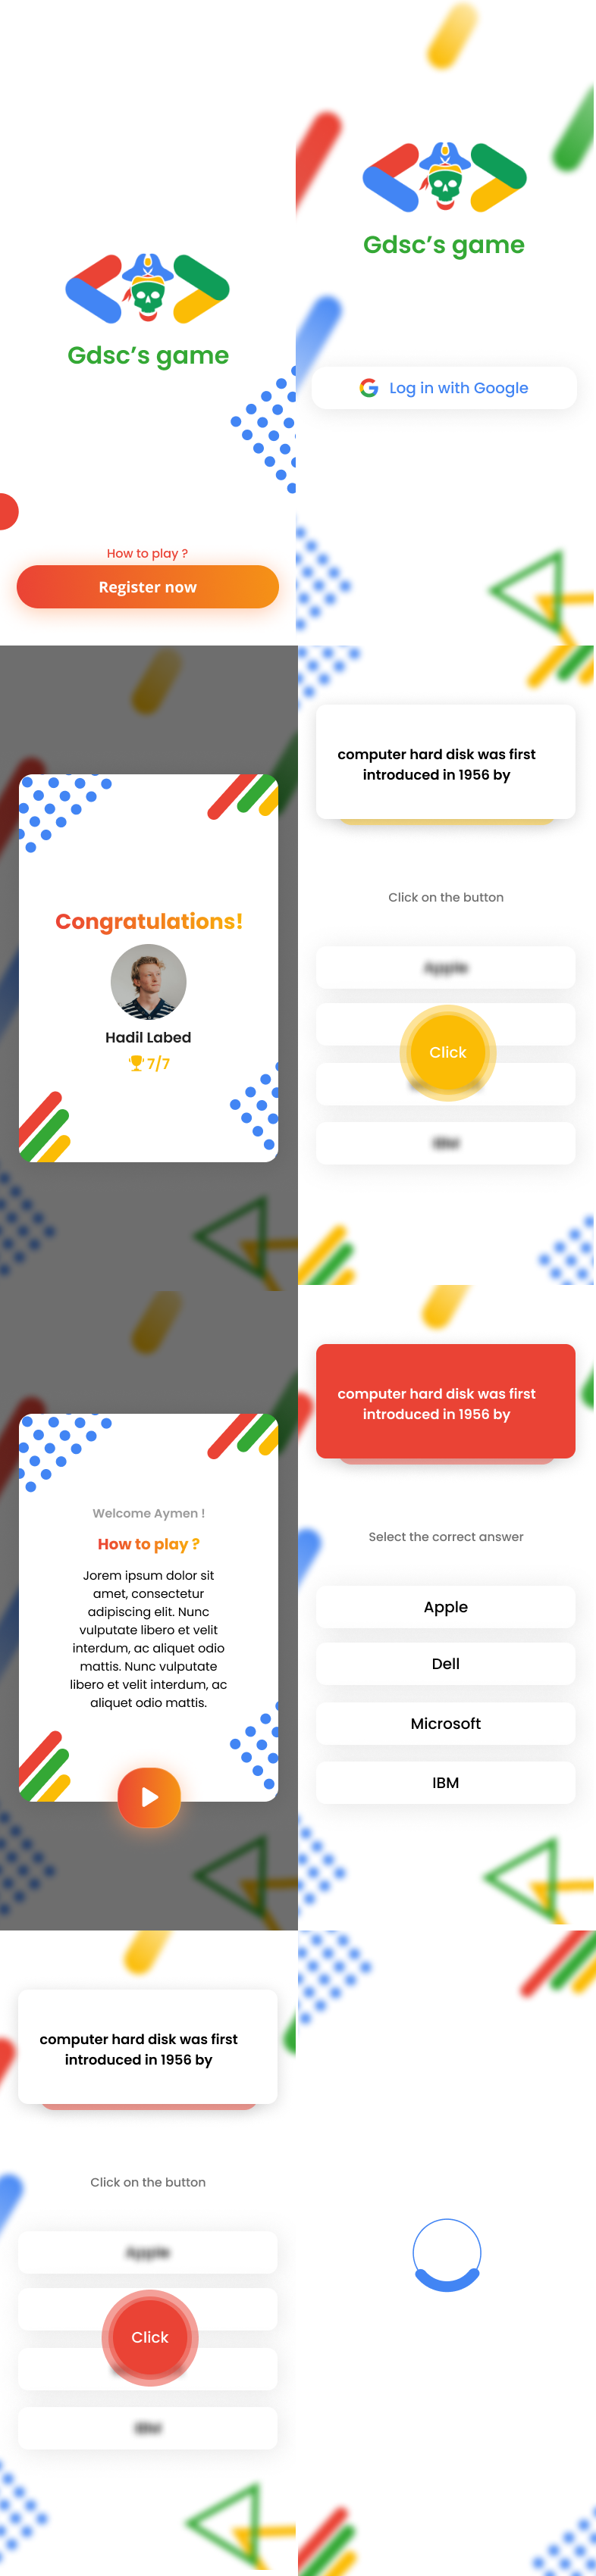 Gdsc's game
How to play ?
Register now
Gdsc's game
Log in with Google
Congratulations!
Hadil Labed
7/7
computer hard disk was first
introduced in 1956 by
Click on the button
Apple
Click
IBM
Welcome Aymen !
How to play ?
Jorem ipsum dolor sit
amet, consectetur
adipiscing elit. Nunc
vulputate libero et velit
interdum, ac aliquet odio
mattis. Nunc vulputate
libero et velit interdum, ac
aliquet odio mattis.
computer hard disk was first
introduced in 1956 by
Select the correct answer
Apple
Dell
Microsoft
IBM
computer hard disk was first
introduced in 1956 by
Click on the button
Apple
Click
IBM